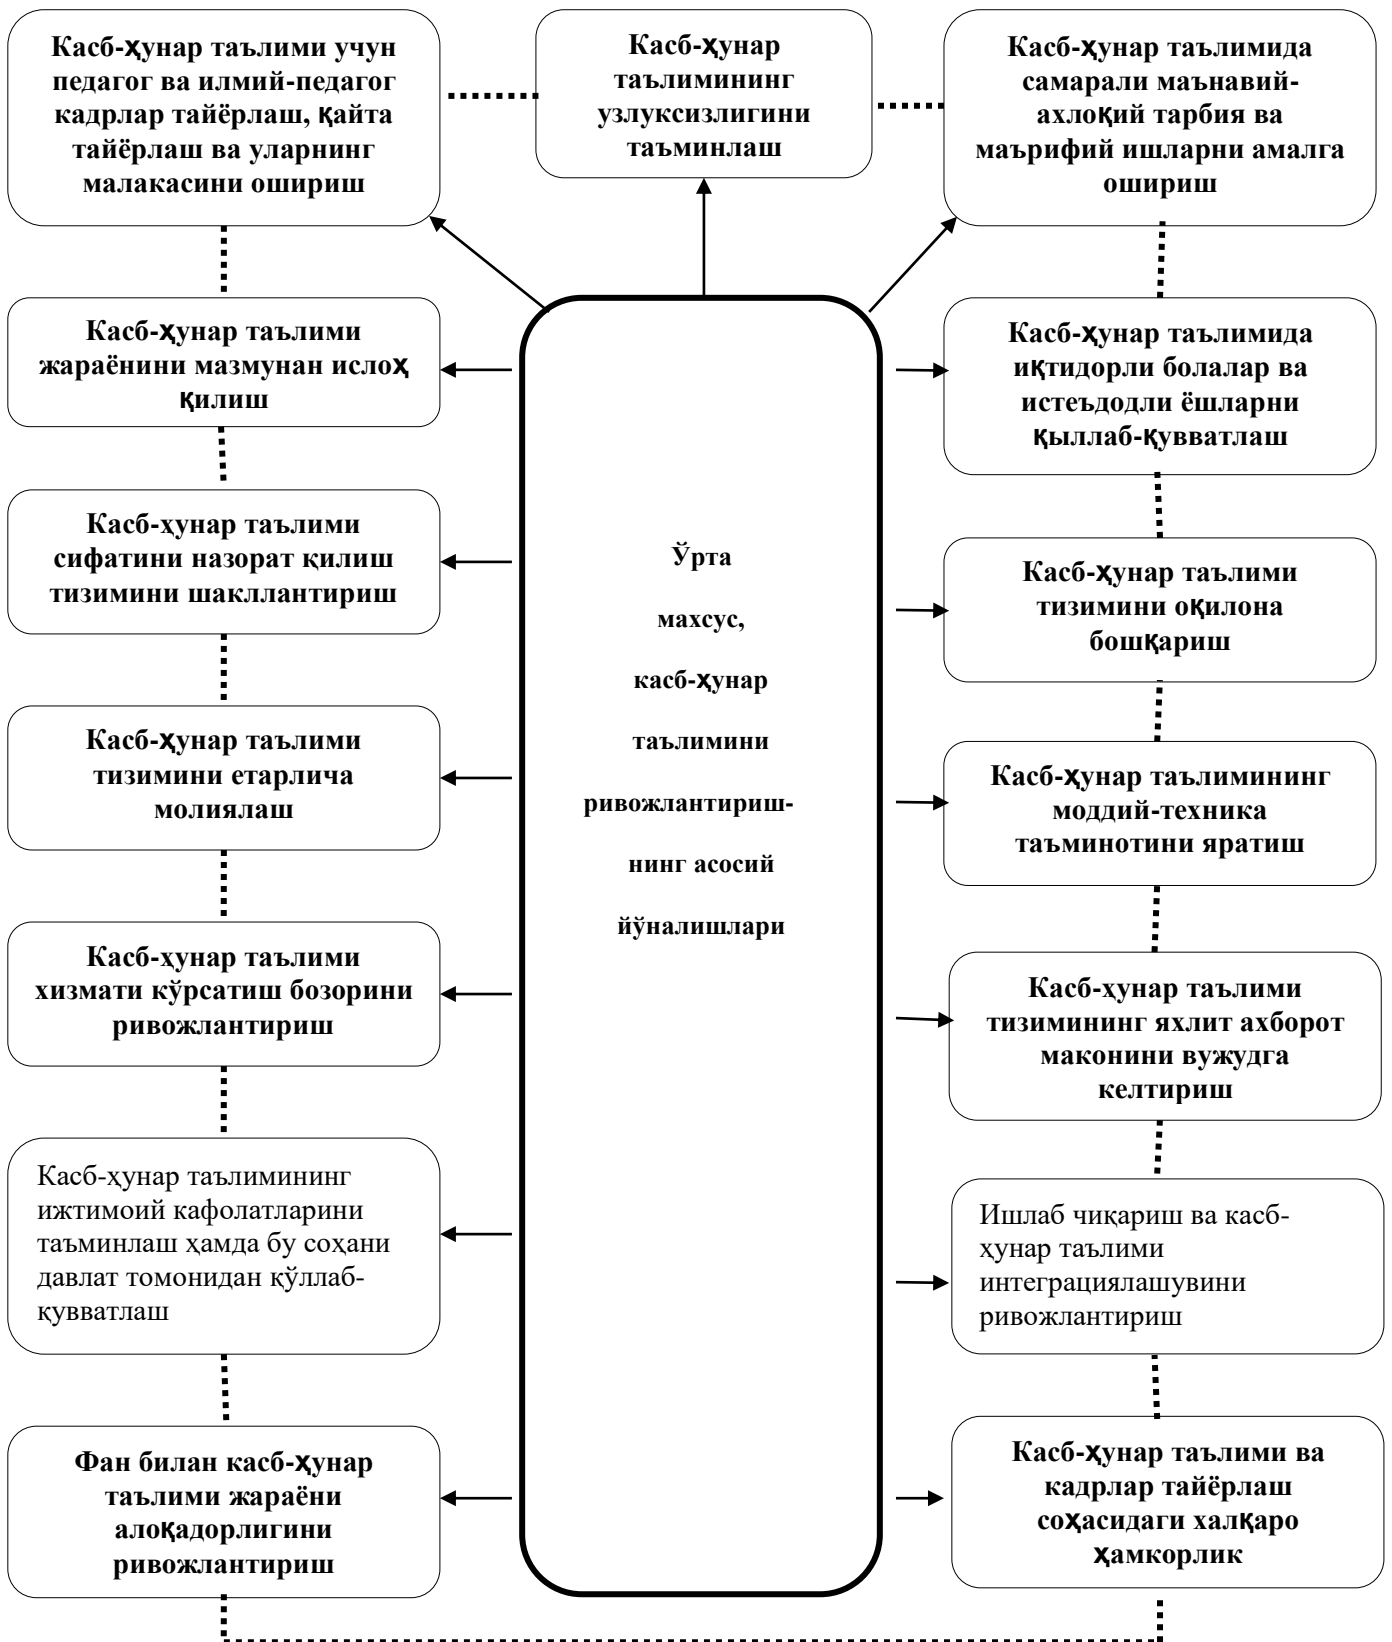 Касб-ҳунар таълими учун
педагог ва илмий-педагог
кадрлар тайёрлаш, қайта
тайёрлаш ва уларнинг
малакасини ошириш
Касб-ҳунар
таълимининг
узлуксизлигини
таъминлаш
Касб-ҳунар таълимида
самарали маънавий-
ахлоқий тарбия ва
маърифий ишларни амалга
ошириш
Касб-ҳунар таълими
жараёнини мазмунан ислоҳ
қилиш
Касб-ҳунар таълимида
иқтидорли болалар ва
истеъдодли ёшларни
қыллаб-қувватлаш
Касб-ҳунар таълими
сифатини назорат қилиш
тизимини шакллантириш
Ўрта
махсус,
касб-ҳунар
таълимини
ривожлантириш-
нинг асосий
йўналишлари
Касб-ҳунар таълими
тизимини оқилона
бошқариш
Касб-ҳунар таълими
тизимини етарлича
молиялаш
Касб-ҳунар таълимининг
моддий-техника
таъминотини яратиш
Касб-ҳунар таълими
хизмати кўрсатиш бозорини
ривожлантириш
Касб-ҳунар таълими
тизимининг яхлит ахборот
маконини вужудга
келтириш
Касб-ҳунар таълимининг
ижтимоий кафолатларини
таъминлаш ҳамда бу соҳани
давлат томонидан қўллаб-
қувватлаш
Ишлаб чиқариш ва касб-
ҳунар таълими
интеграциялашувини
ривожлантириш
Фан билан касб-ҳунар
таълими жараёни
алоқадорлигини
ривожлантириш
Касб-ҳунар таълими ва
кадрлар тайёрлаш
соҳасидаги халқаро
ҳамкорлик